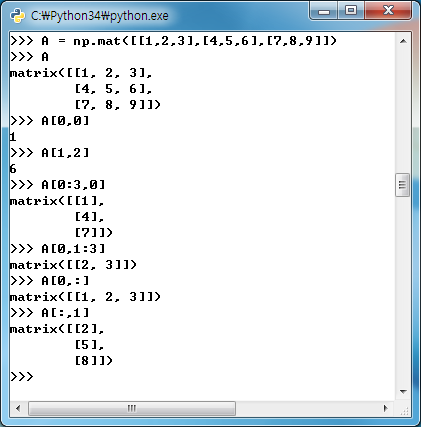 C:₩Python34₩python.exe
>>> A = np.mat([[1,2,3],[4,5,6],[7,8,9]])
>>> A
matrix([[1, 2, 3],
        [4, 5, 6],
        [7, 8, 9]])
>>> A[0,0]
1
>>> A[1,2]
6
>>> A[0:3,0]
matrix([[1],
        [4],
        [7]])
>>> A[0,1:3]
matrix([[2, 3]])
>>> A[0,:]
matrix([[1, 2, 3]])
>>> A[:,1]
matrix([[2],
        [5],
        [8]])
>>>